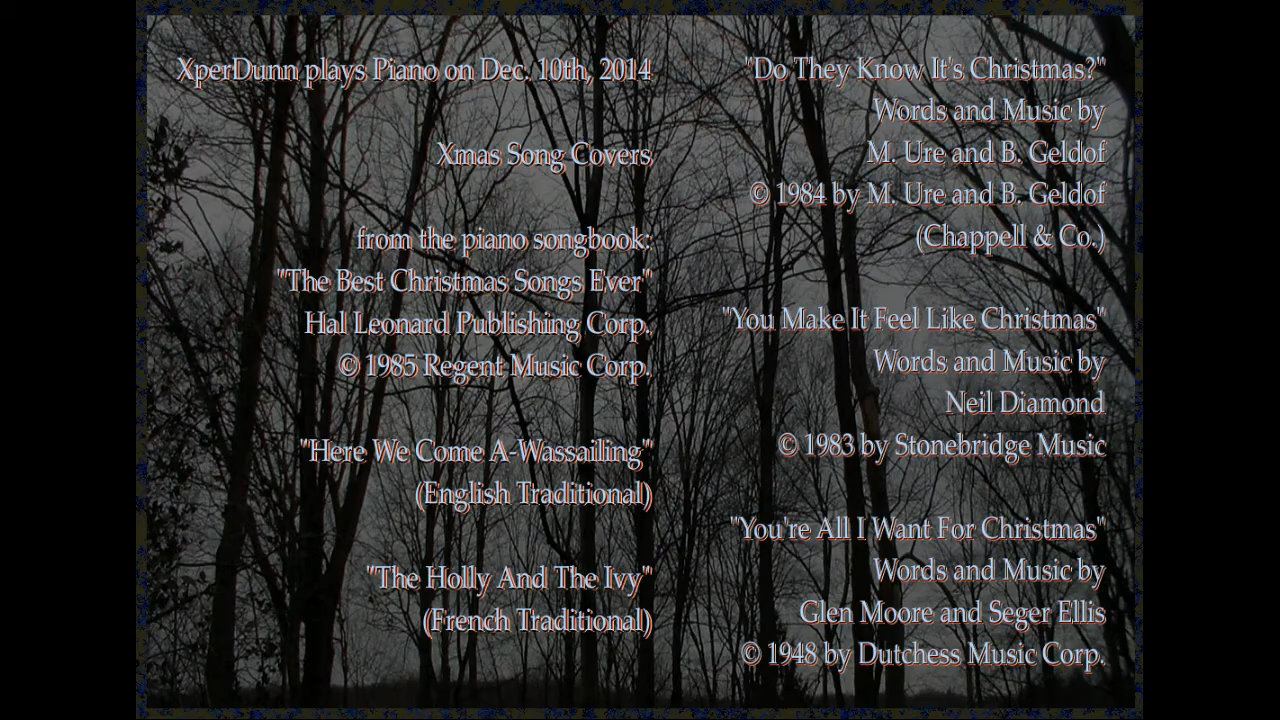 XperDunn plays Piano on Dec. 10th, 2014
Xmas Song Covers
from the piano songbook:
"The Best Christmas Songs Ever"
Hal Leonard Publishing Corp.
© 1985 Regent Music Corp.
"Here We Come A-Wassailing"
(English Traditional)
"The Holly And The Ivy"
(French Traditional)
"Do They Know It's Christmas?"
Words and Music by
M. Ure and B. Geldof
© 1984 by M. Ure and B. Geldof
(Chappell & Co.)
"You Make It Feel Like Christmas"
Words and Music by
Neil Diamond
© 1983 by Stonebridge Music
"You're All I Want For Christmas"
Words and Music by
Glen Moore and Seger Ellis
© 1948 by Dutchess Music Corp.